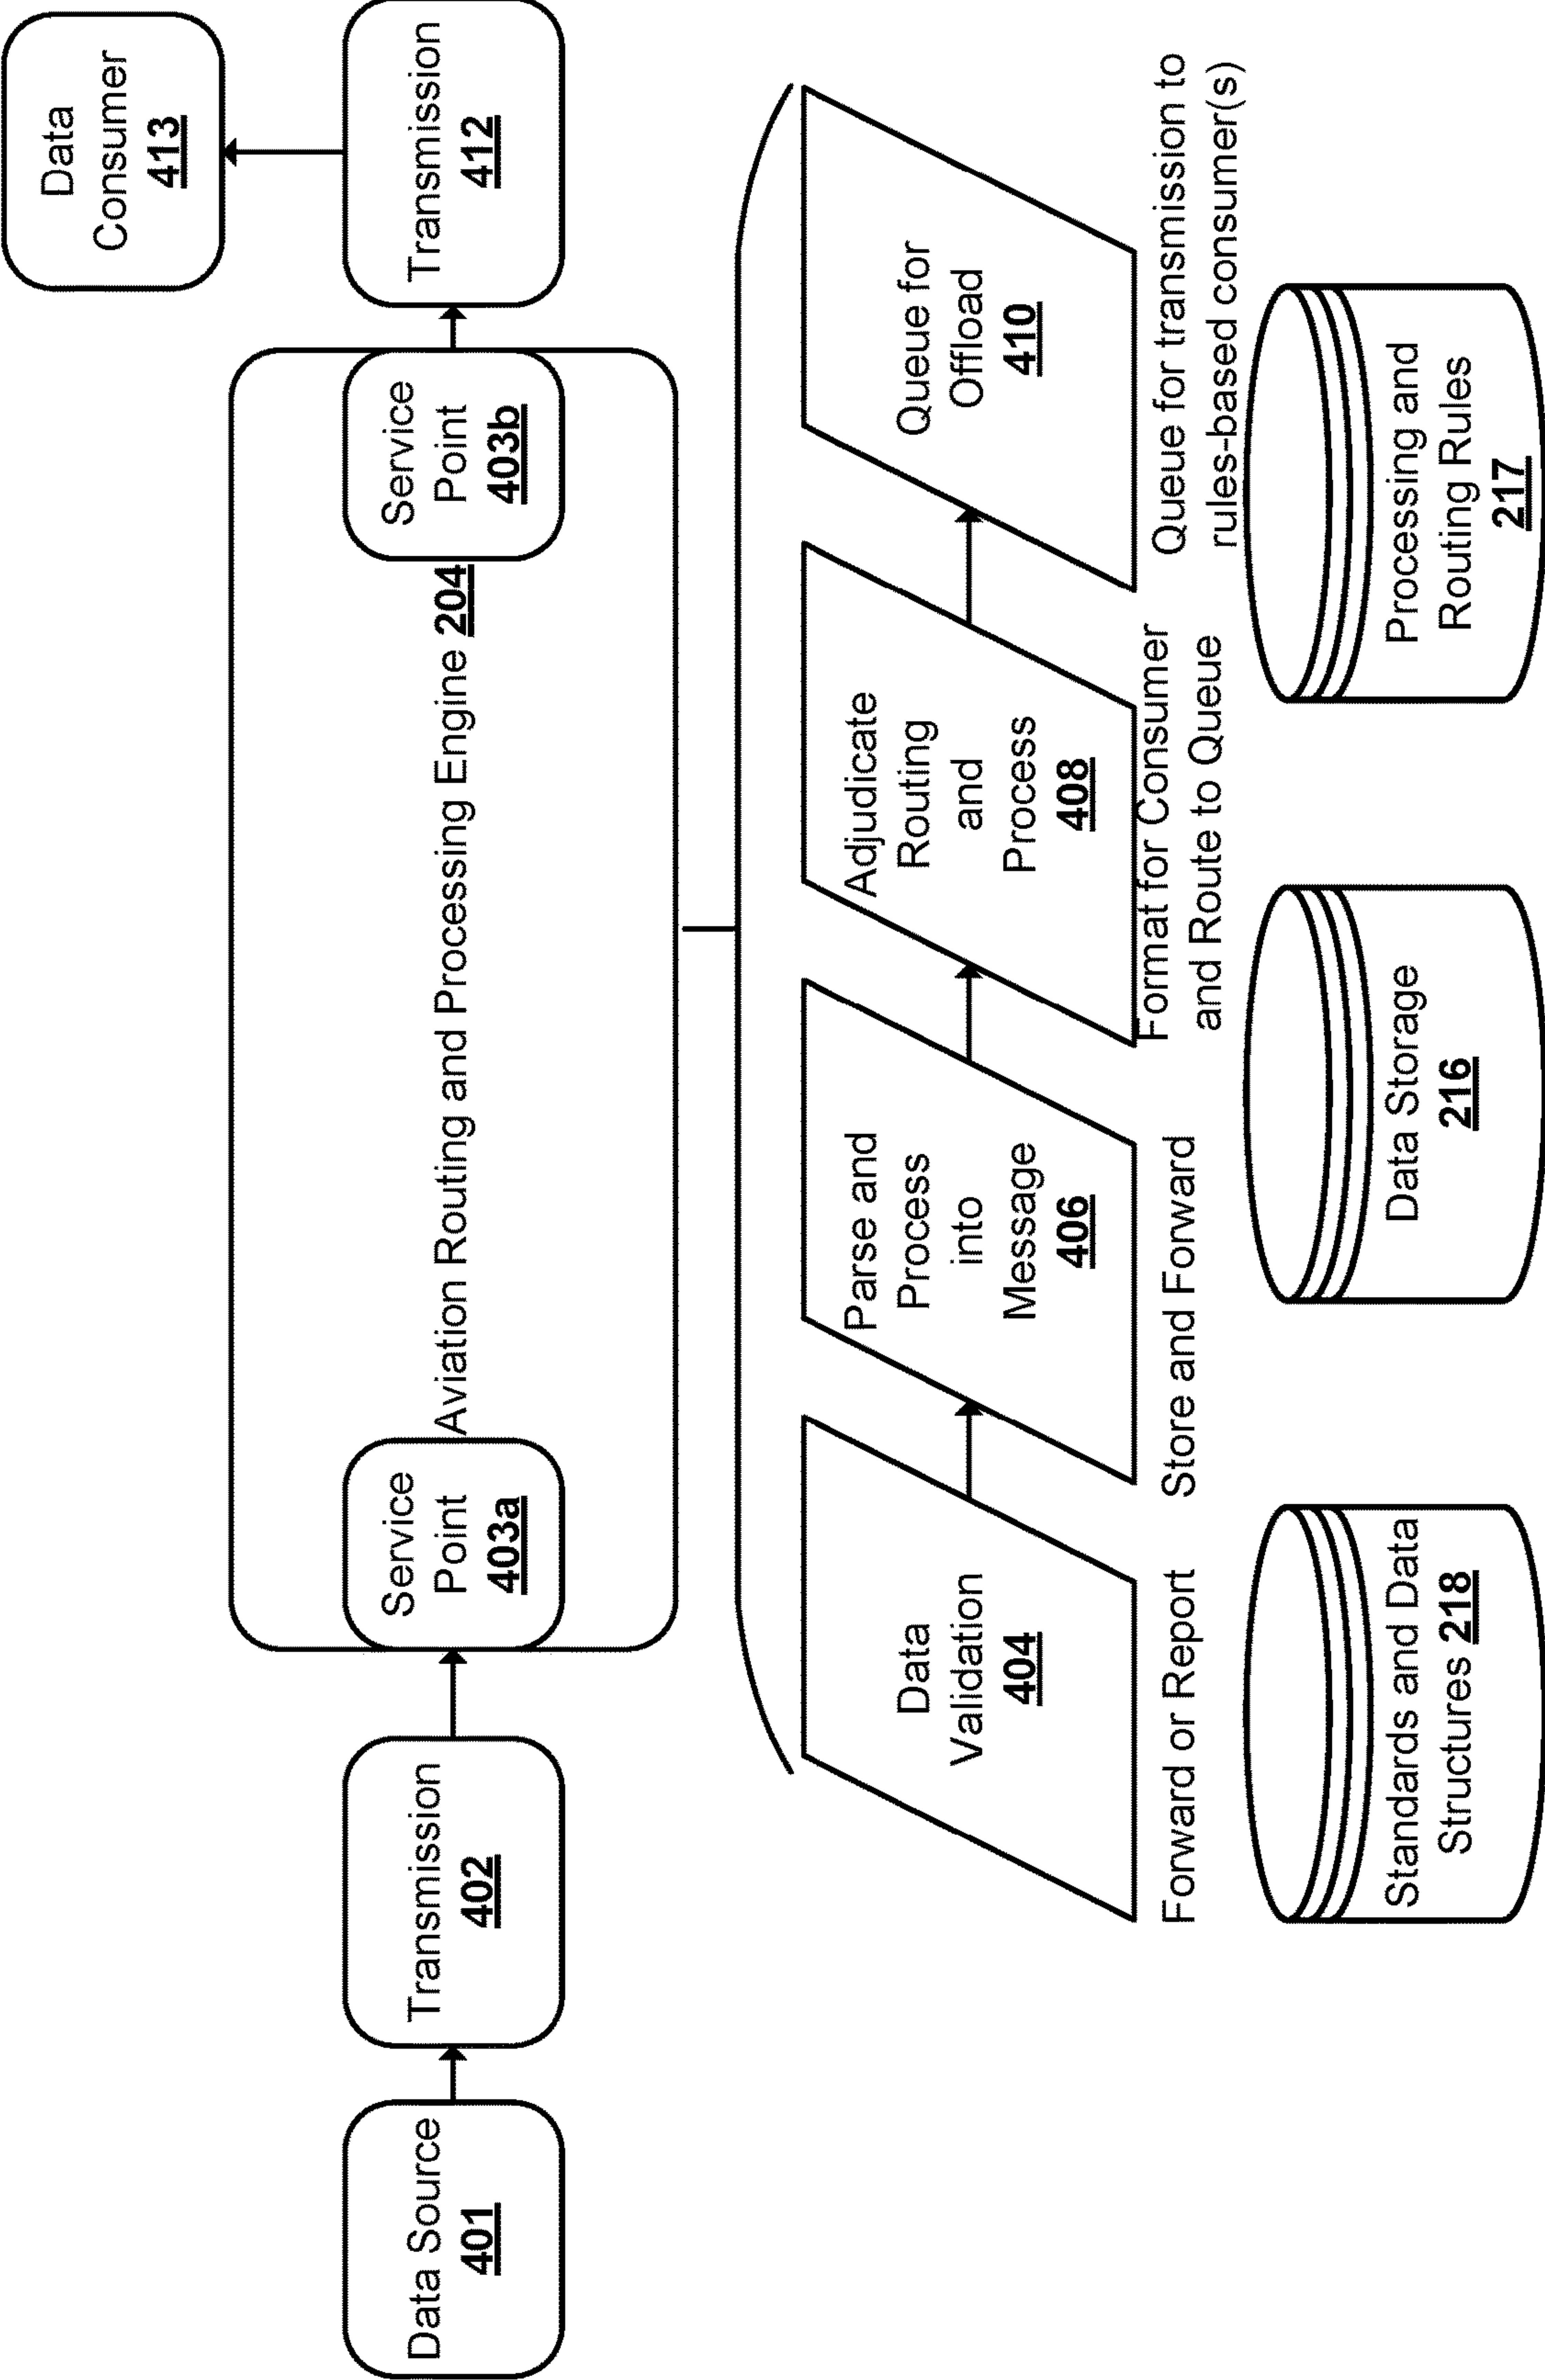 Data
Consumer
413
Data Source
401
Transmission
402
Service
Point
403a
Aviation Routing and Processing Engine 204
Service
Point
403b
Transmission
412
Data
Validation
404
Parse and
Process
into
Message
406
Adjudicate
Routing
and
Process
408
Queue for
Offload
410
Forward or Report
Store and Forward
Format for Consumer
and Route to Queue
Queue for transmission to
rules-based consumer(s)
Standards and Data
Structures 218
Data Storage
216
Processing and
Routing Rules
217